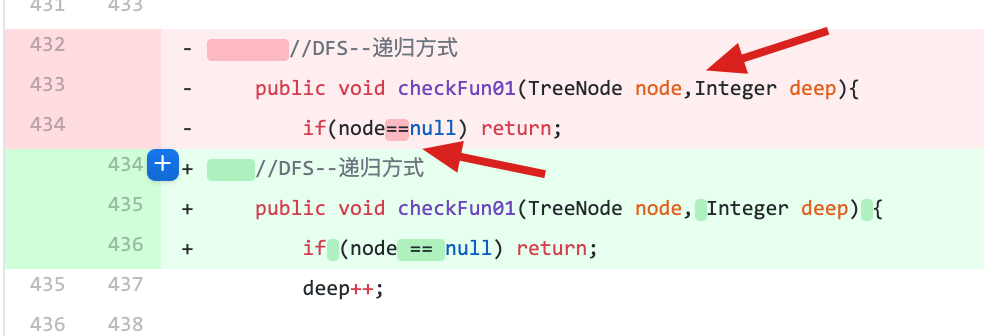 431 433
432 - //DFS--递归方式
433 - public void checkFun01(TreeNode node,Integer deep){
434 - if(node==null) return;
434 + + //DFS--递归方式
435 + public void checkFun01(TreeNode node, Integer deep) {
436 + if (node == null) return;
435 437 deep++;
436 438